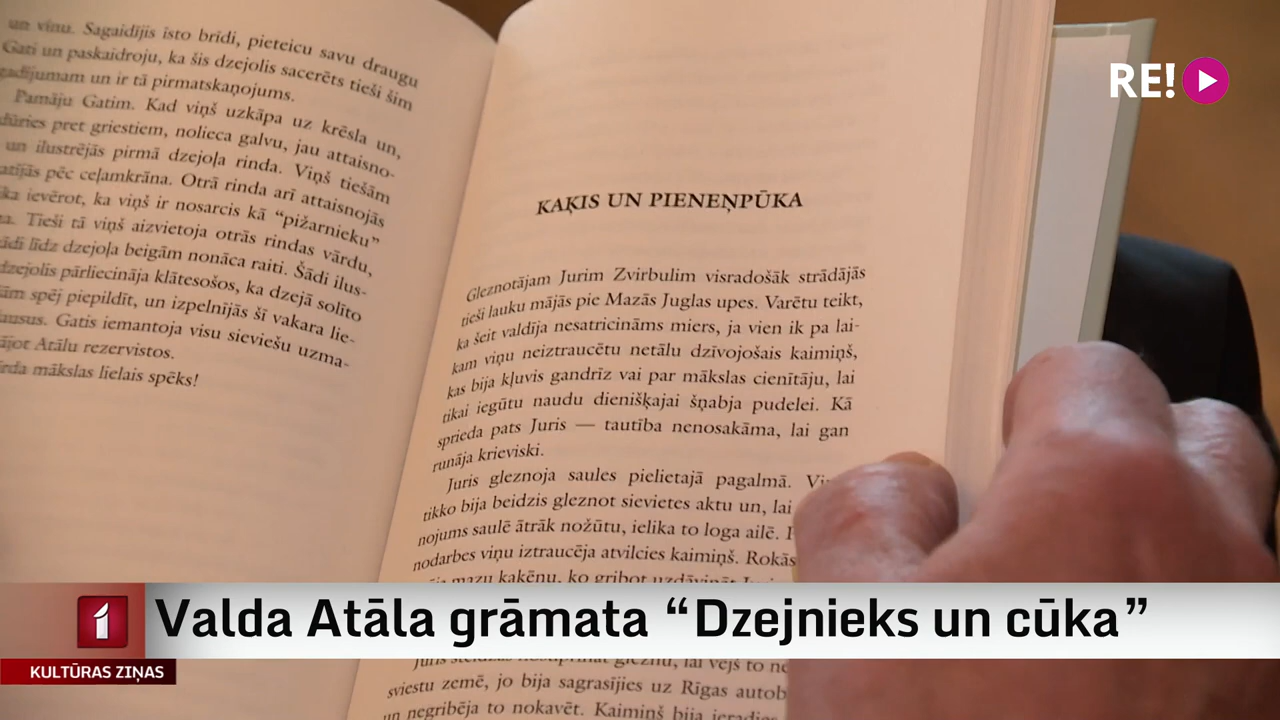 un vīnu. Sagaidījis īsto brīdi, pieteicu savu draugu
Gati un paskaidroju, ka šis dzejolis sacerēts tieši šim
gadījumam un ir tā pirmatskaņojums.
Pamāju Gatim. Kad viņš uzkāpa uz krēsla un,
pret griestiem, nolieca galvu, jau attaisno-
un ilustrējās pirmā dzejoļa rinda. Viņš tiešām
pēc ceļamkrāna. Otrā rinda arī attaisnojās
ievērot, ka viņš ir nosarcis kā “pižarnieku”
Tieši tā viņš aizvietoja otrās rindas vārdu,
līdz dzejoļa beigām nonāca raiti. Šādi ilus-
dzejolis pārliecināja klātesošos, ka dzejā solīto
spēj piepildīt, un izpelnījās šī vakara lie-
Gatis iemantoja visu sieviešu uzma-
Atālu rezervistos.
mākslas lielais spēks!
KAĶIS UN PIENEŅPŪKA
Gleznotājam Jurim Zvirbulim visradošāk strādājās
tieši lauku mājās pie Mazās Juglas upes. Varētu teikt,
ka šeit valdīja nesatricināms miers, ja vien ik pa lai-
kam viņu neiztraucētu netālu dzīvojošais kaimiņš,
kas bija kļuvis gandrīz vai par mākslas cienītāju, lai
tikai iegūtu naudu dienišķajai šņabja pudelei. Kā
sprieda pats Juris — tautība nenosakāma, lai gan
runāja krieviski.
Juris gleznoja saules pielietajā pagalmā.
tikko bija beidzis gleznot sievietes aktu un, lai
nojums saulē ātrāk nožūtu, ielika to loga ailē.
nodarbes viņu iztraucēja atvilcies kaimiņš. Rokās
mazu kaķēnu, ko gribot uzdāvināt
Juris steidzās nostiprināt gleznu, lai vējš to
sviestu zemē, jo bija sagrasījies uz Rīgas
un negribēja to nokavēt. Kaimiņš bija
RE!
1 Valda Atāla grāmata “Dzejnieks un cūka”
KULTŪRAS ZIŅAS